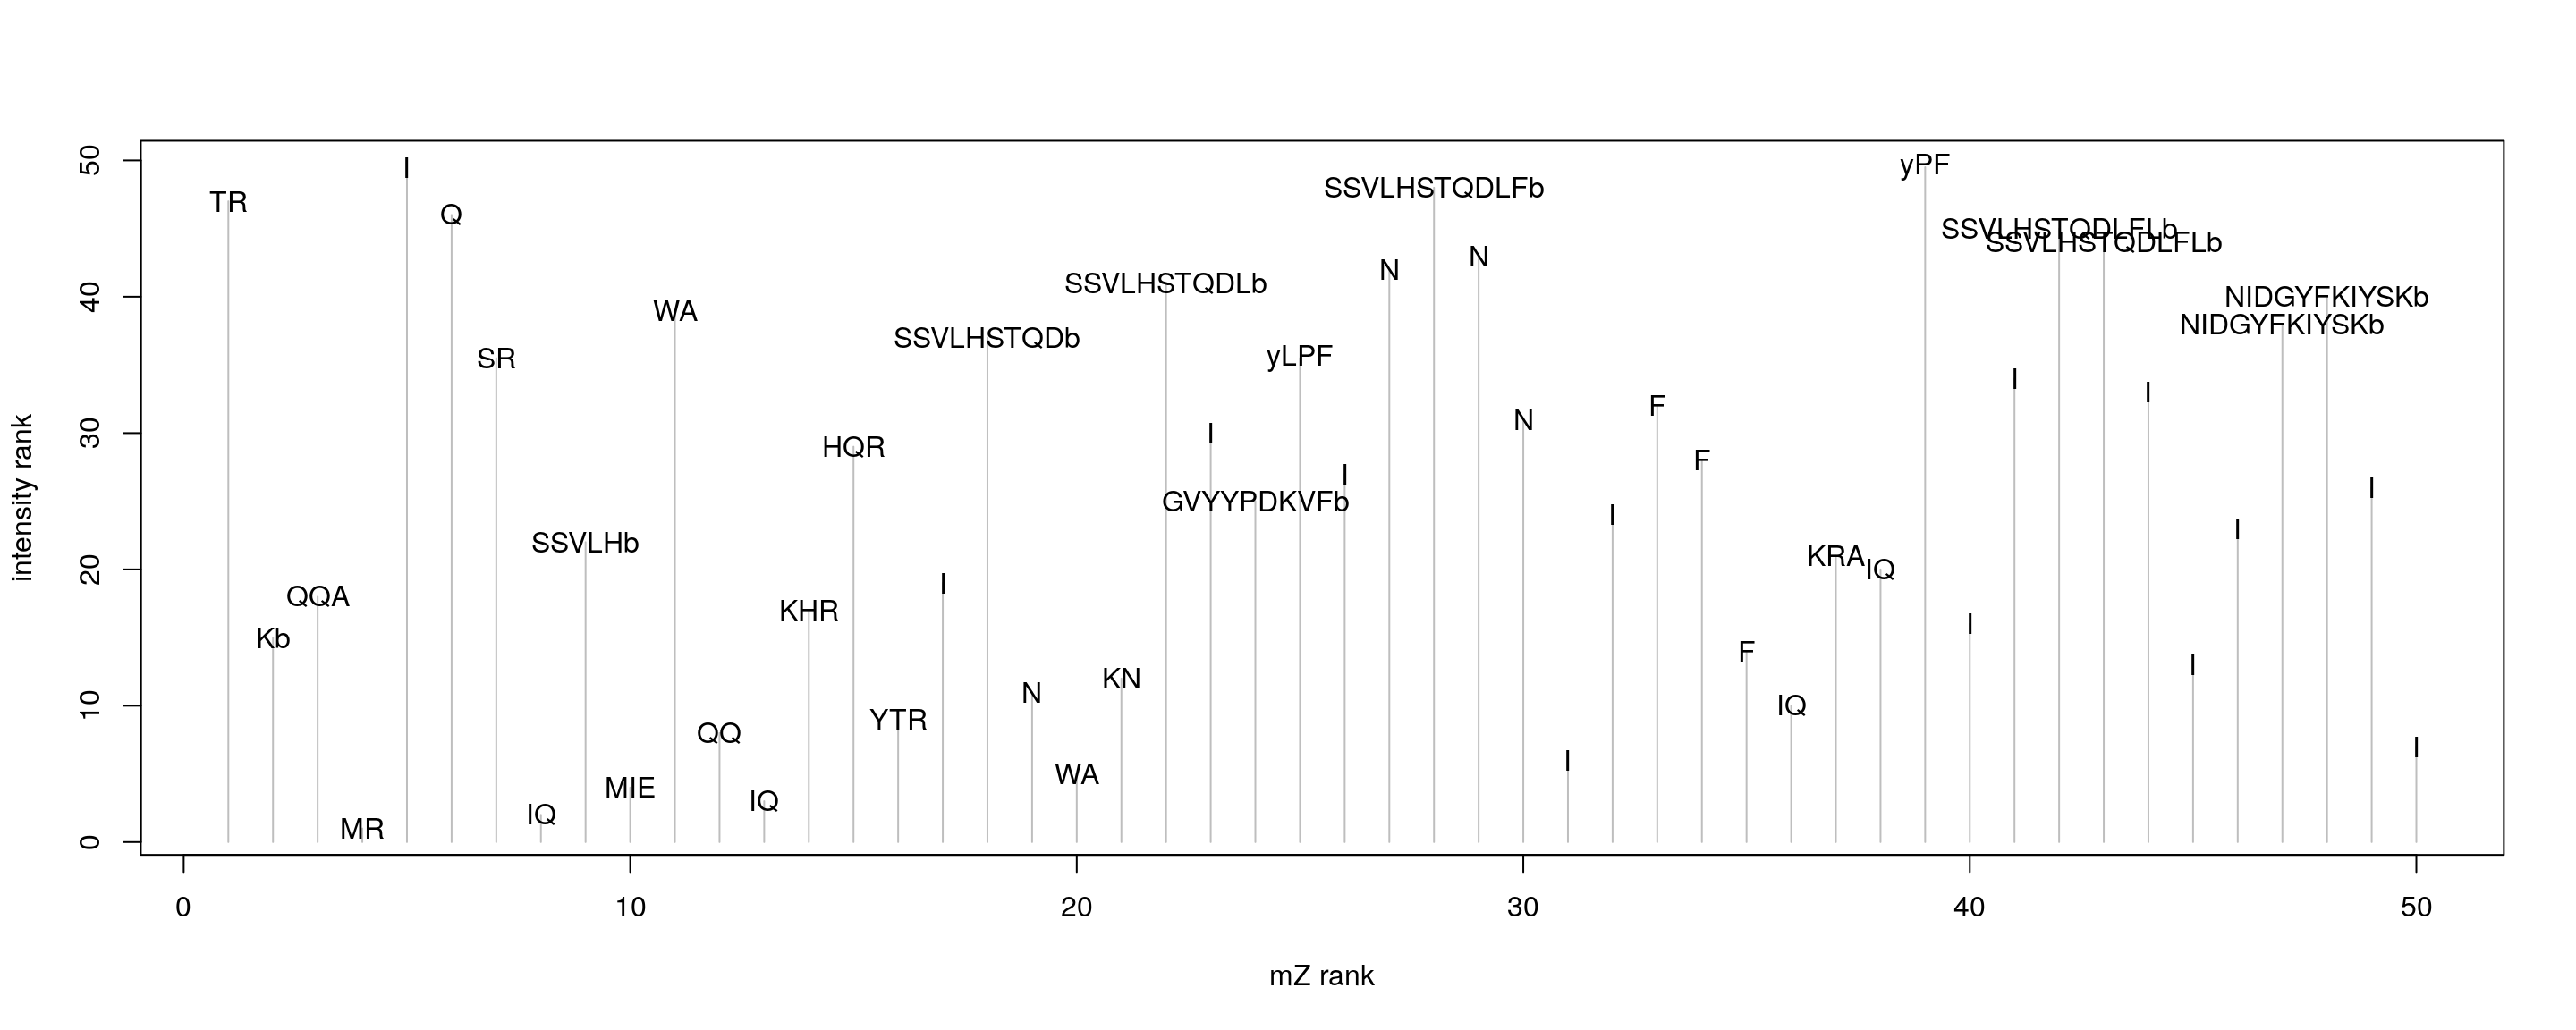 50
40
30
20
10
0
intensity rank
TR
Kb
QQA
MR
I
Q
SR
IQ
SSVLHb
MIE
WA
QQ
IQ
KHR
HQR
YTR
I
SSVLHSTQDb
N
WA
KN
SSVLHSTQDLb
I
GVYYPDKVFb
yLPF
I
N
SSVLHSTQDLFb
N
N
I
I
F
F
F
IQ
KRA
IQ
yPF
I
I
SSVLHSTQDLFLb
SSVLHSTQDLFLb
I
I
I
NIDGYFKIYSKb
NIDGYFKIYSKb
I
I
0 10 20 30 40 50
mZ rank